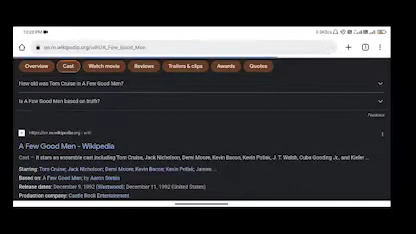 en.m.wikipedia.org/wiki/A_Few_Good_Men
Overview Cast Watch movie Reviews Trailers & clips Awards Quotes
How old was Tom Cruise in A Few Good Men?
Is A Few Good Men based on truth?
Feedback
https://en.m.wikipedia.org › wiki
A Few Good Men - Wikipedia
Cast — It stars an ensemble cast including Tom Cruise, Jack Nicholson, Demi Moore, Kevin Bacon, Kevin Pollak, J. T. Walsh, Cuba Gooding Jr., and Kiefer ...
Starring: Tom Cruise; Jack Nicholson; Demi Moore; Kevin Bacon; Kevin Pollak; James ...
Based on: A Few Good Men; by Aaron Sorkin
Release dates: December 9, 1992 (Westwood); December 11, 1992 (United States)
Production company: Castle Rock Entertainment